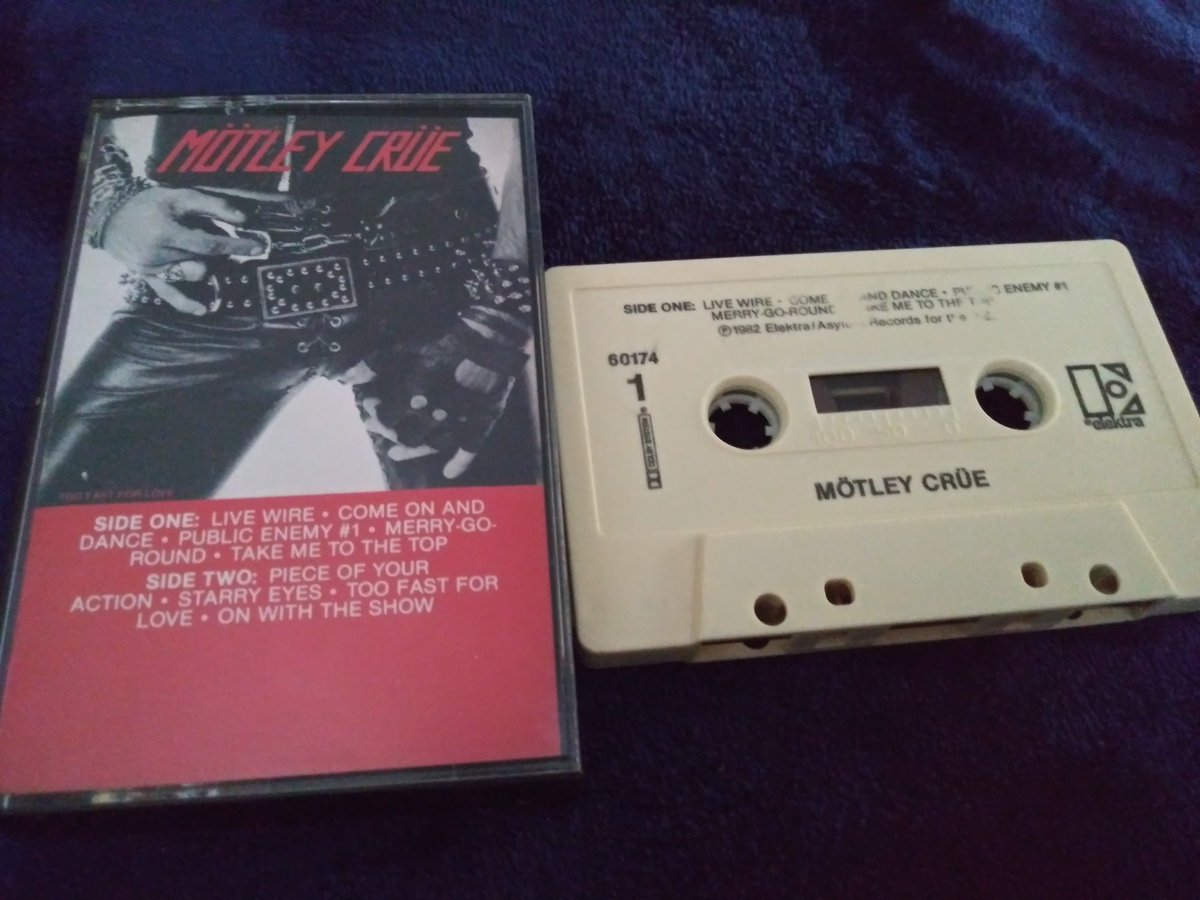 MÖTLEY CRÜE
TOO FAST FOR LOVE
SIDE ONE: LIVE WIRE • COME ON AND
DANCE • PUBLIC ENEMY #1 • MERRY-GO-
ROUND • TAKE ME TO THE TOP
SIDE TWO: PIECE OF YOUR
ACTION • STARRY EYES • TOO FAST FOR
LOVE • ON WITH THE SHOW
SIDE ONE: LIVE WIRE • COME AND DANCE • ENEMY #1
MERRY-GO-ROUND ME TO THE
℗1982 Elektra/ Records for
60174
1
100 50 0
elektra
MÖTLEY CRÜE